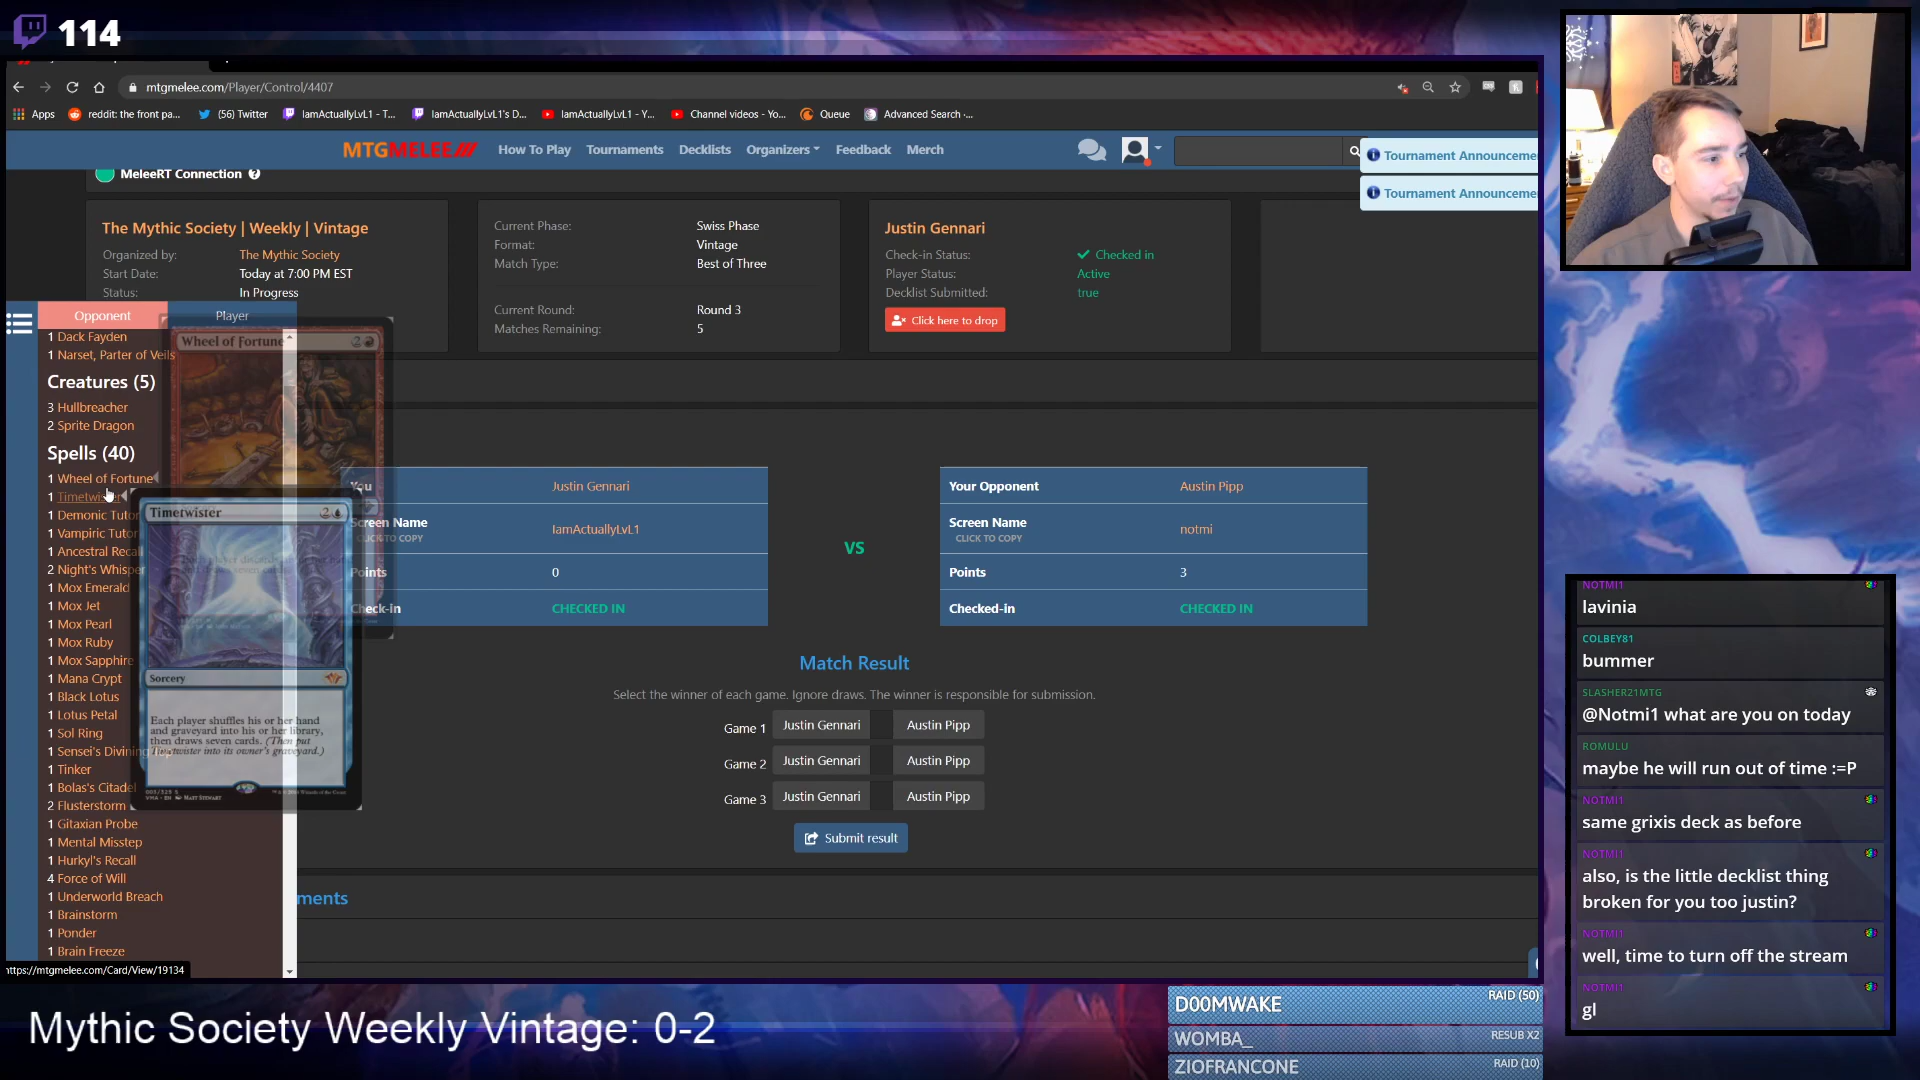 114
mtgmelee.com/Player/Control/4407
Apps reddit: the front pa... (56) Twitter IamActuallyLvL1 - T... IamActuallyLvL1's D... IamActuallyLvL1 - Y... Channel videos - Yo... Queue Advanced Search ·...
MTGMELEE How To Play Tournaments Decklists Organizers Feedback Merch
Tournament Announceme
Tournament Announceme
MeleeRT Connection ?
The Mythic Society | Weekly | Vintage
Organized by: The Mythic Society
Start Date: Today at 7:00 PM EST
Status: In Progress
Current Phase: Swiss Phase
Format: Vintage
Match Type: Best of Three
Current Round: Round 3
Matches Remaining: 5
Justin Gennari
Check-in Status: Checked in
Player Status: Active
Decklist Submitted: true
Click here to drop
Opponent Player
1 Dack Fayden
1 Narset, Parter of Veils
Creatures (5)
3 Hullbreacher
2 Sprite Dragon
Spells (40)
1 Wheel of Fortune
1 Timetwister
1 Demonic Tutor
1 Vampiric Tutor
1 Ancestral Recall
2 Night's Whisper
1 Mox Emerald
1 Mox Jet
1 Mox Pearl
1 Mox Ruby
1 Mox Sapphire
1 Mana Crypt
1 Black Lotus
1 Lotus Petal
1 Sol Ring
1 Sensei's Divining Top
1 Tinker
1 Bolas's Citadel
2 Flusterstorm
1 Gitaxian Probe
1 Mental Misstep
1 Hurkyl's Recall
4 Force of Will
1 Underworld Breach
1 Brainstorm
1 Ponder
1 Brain Freeze
https://mtgmelee.com/Card/View/19134
Wheel of Fortune 2
Timetwister 2
Sorcery
Each player shuffles his or her hand
and graveyard into his or her library,
then draws seven cards. (Then put
Timetwister into its owner's graveyard.)
You Justin Gennari
Screen Name IamActuallyLvL1
CLICK TO COPY
Points 0
Check-in CHECKED IN
VS
Your Opponent Austin Pipp
Screen Name notmi
CLICK TO COPY
Points 3
Checked-in CHECKED IN
Match Result
Select the winner of each game. Ignore draws. The winner is responsible for submission.
Game 1 Justin Gennari Austin Pipp
Game 2 Justin Gennari Austin Pipp
Game 3 Justin Gennari Austin Pipp
Submit result
ments
NOTMI1
lavinia
COLBEY81
bummer
SLASHER21MTG
@Notmi1 what are you on today
ROMULU
maybe he will run out of time :=P
NOTMI1
same grixis deck as before
NOTMI1
also, is the little decklist thing
broken for you too justin?
NOTMI1
well, time to turn off the stream
NOTMI1
gl
Mythic Society Weekly Vintage: 0-2
D00MWAKE RAID (50)
WOMBA_ RESUB X2
ZIOFRANCONE RAID (10)